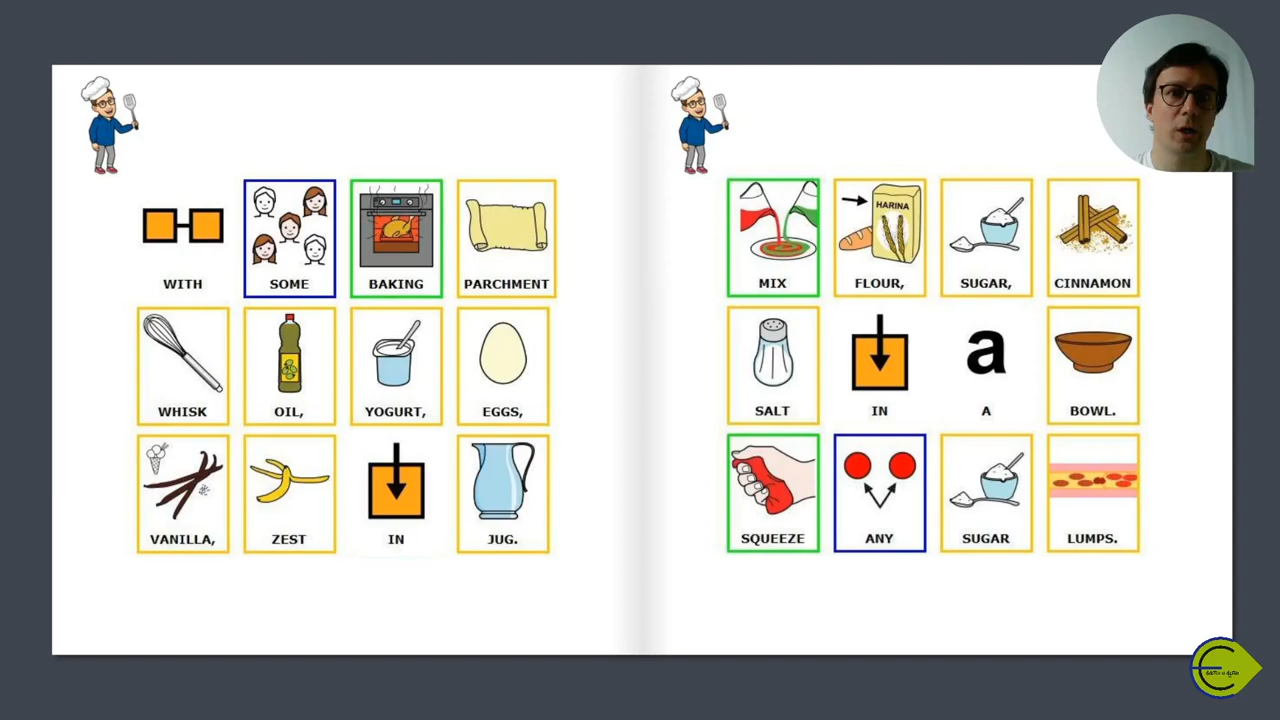 WITH SOME BAKING PARCHMENT
WHISK OIL, YOGURT, EGGS,
VANILLA, ZEST IN JUG.
HARINA
MIX FLOUR, SUGAR, CINNAMON
a
SALT IN A BOWL.
SQUEEZE ANY SUGAR LUMPS.